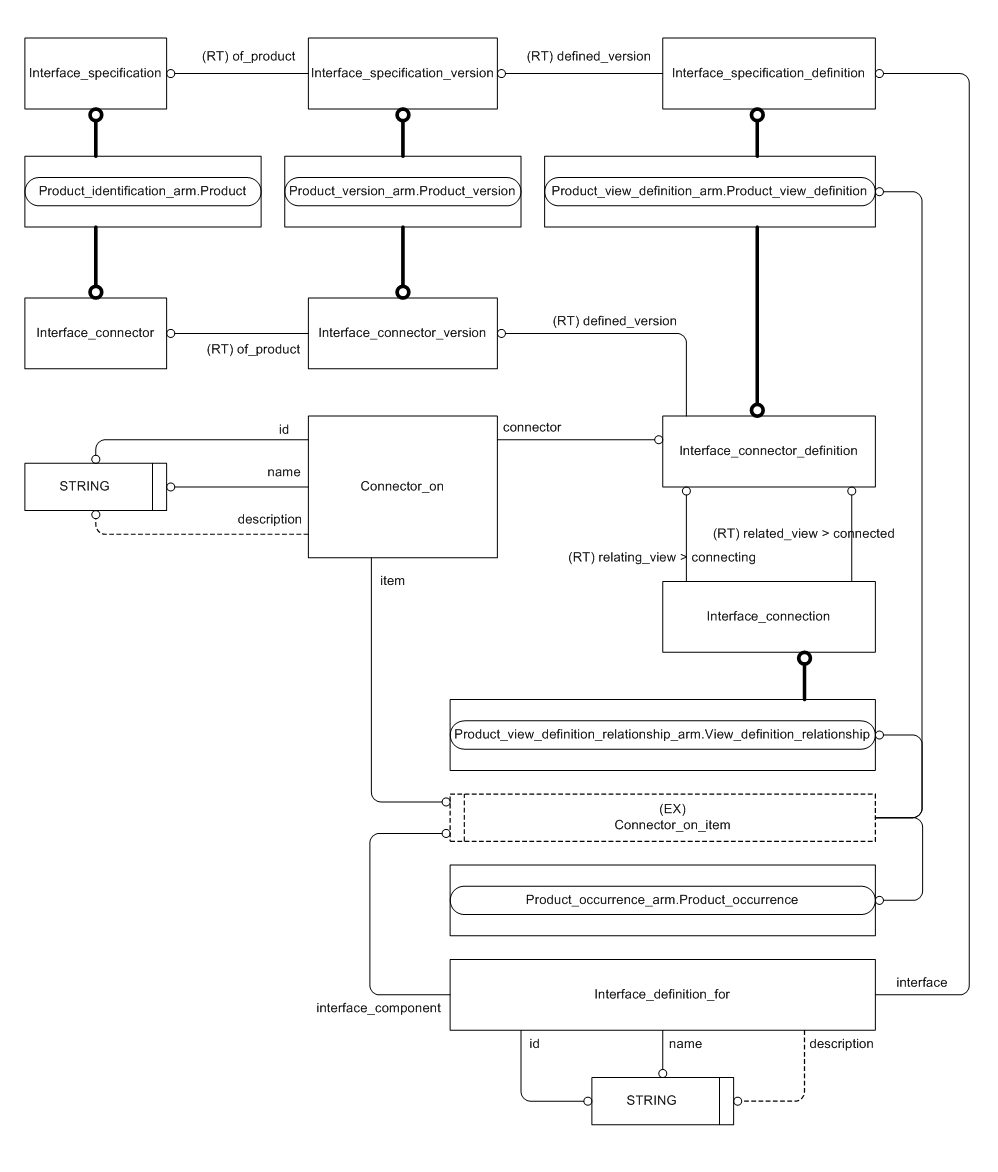 (RT) of_product
(RT) defined_version
Interface_specification
Interface_specification_version
Interface_specification_definition
Product_identification_arm.Product
Product_version_arm.Product_version
Product_view_definition_arm.Product_view_definition
(RT) defined_version
Interface_connector
Interface_connector_version
(RT) of_product
id
connector
Interface_connector_definition
name
STRING
Connector_on
description
(RT) related_view > connected
(RT) relating_view > connecting
item
Interface_connection
Product_view_definition_relationship_arm.View_definition_relationship
(EX)
Connector_on_item
Product_occurrence_arm.Product_occurrence
interface
Interface_definition_for
interface_component
id
name
description
STRING